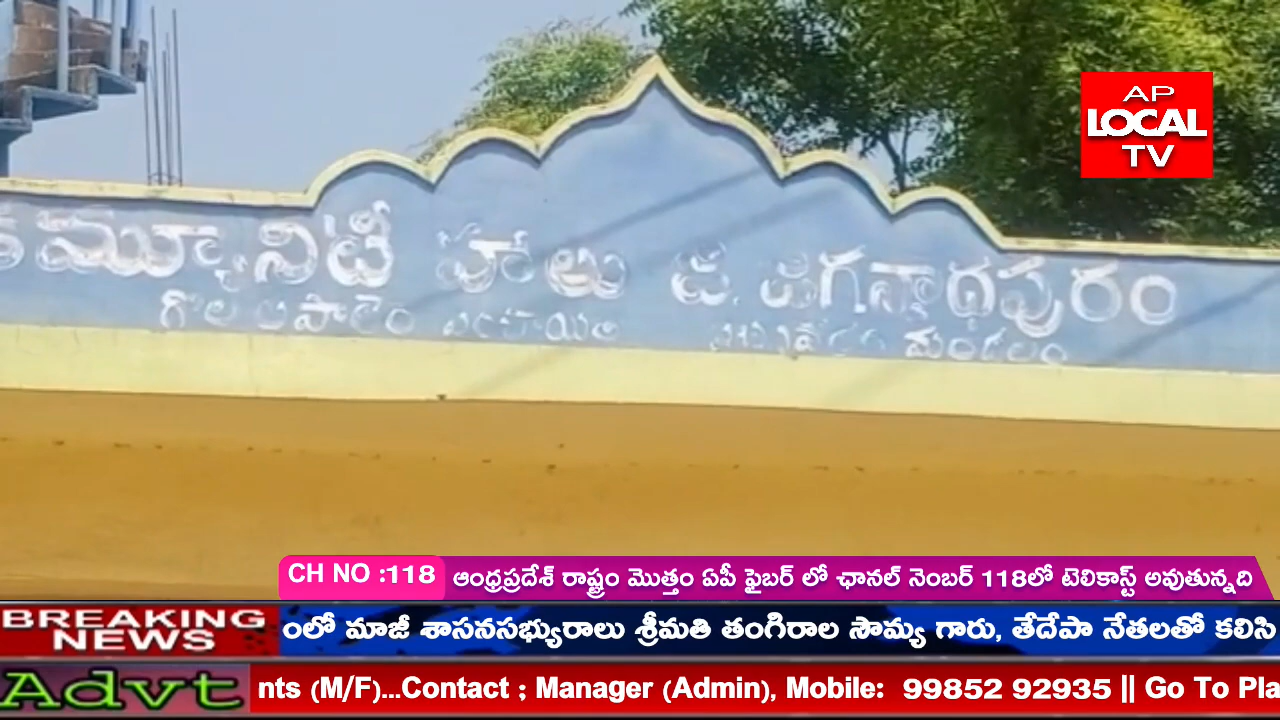 AP
LOCAL
TV
కమ్యూనిటీ హాలు ప. జగన్నాధపురం
మండలం
CH NO :118 ఆంధ్రప్రదేశ్ రాష్ట్రం మొత్తం ఏపీ ఫైబర్ లో ఛానల్ నెంబర్ 118లో టెలికాస్ట్ అవుతున్నది
BREAKING
NEWS
ంలో మాజీ శాసనసభ్యురాలు శ్రీమతి తంగిరాల సౌమ్య గారు, తేదేపా నేతలతో కలిసి
Advt
nts (M/F)...Contact ; Manager (Admin), Mobile: 99852 92935 || Go To Pla